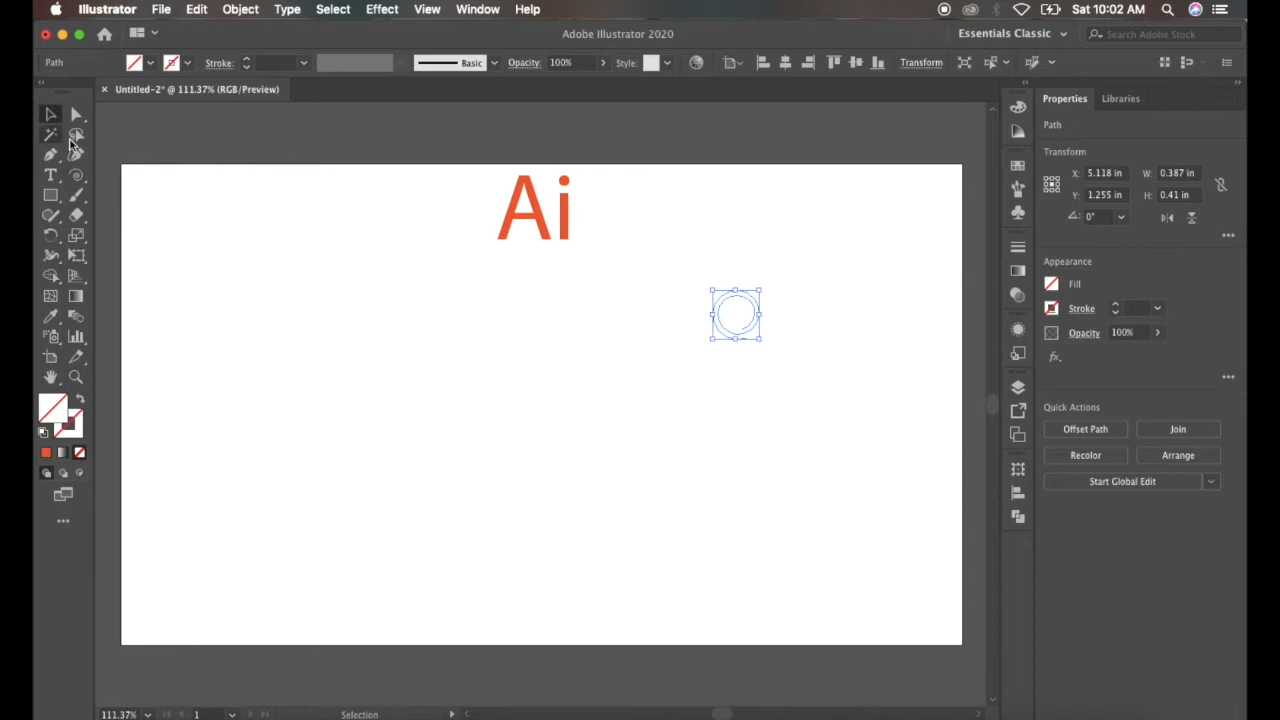 Illustrator File Edit Object Type Select Effect View Window Help Sat 10:02 AM
Adobe Illustrator 2020 Essentials Classic Search Adobe Stock
Path Stroke: Basic Opacity: 100% Style: Transform
× Untitled-2* @ 111.37% (RGB/Preview)
Properties Libraries
Path
Transform
X: 5.118 in W: 0.387 in
Y: 1.255 in H: 0.41 in
0°
Appearance
Fill
Stroke
Opacity 100%
fx.
Quick Actions
Offset Path Join
Recolor Arrange
Start Global Edit
Ai
111.37% 1 Selection